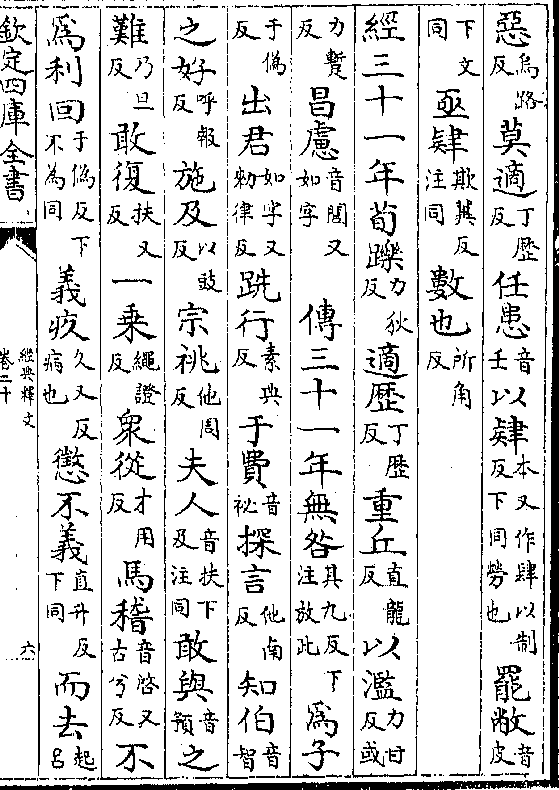 惡烏路反莫適丁歷反任患音壬以肄本又作肆以制反下同勞也罷敝音皮
下文同亟肄欺冀反注同數也所角反
經三十一年荀躒力狄反適歷丁歷反重丘直龍反以濫力甘反或
力蹔反昌慮音閭又如字傳三十一年無咎其九反下注放此爲子
于僞反出君如字又勅律反跣行素典反于費音祕探言他南反知伯音智
之好呼報反施及以豉反宗祧他周反夫人音扶下及注同敢與音預之
難乃旦反敢復扶又反一乘繩證反衆從才用反馬稽音啓又古兮反不
爲利回于僞反下不為同義疚久又反病也懲不義直升反下同而去起呂
欽定四庫全書
經典釋文
卷二十
六